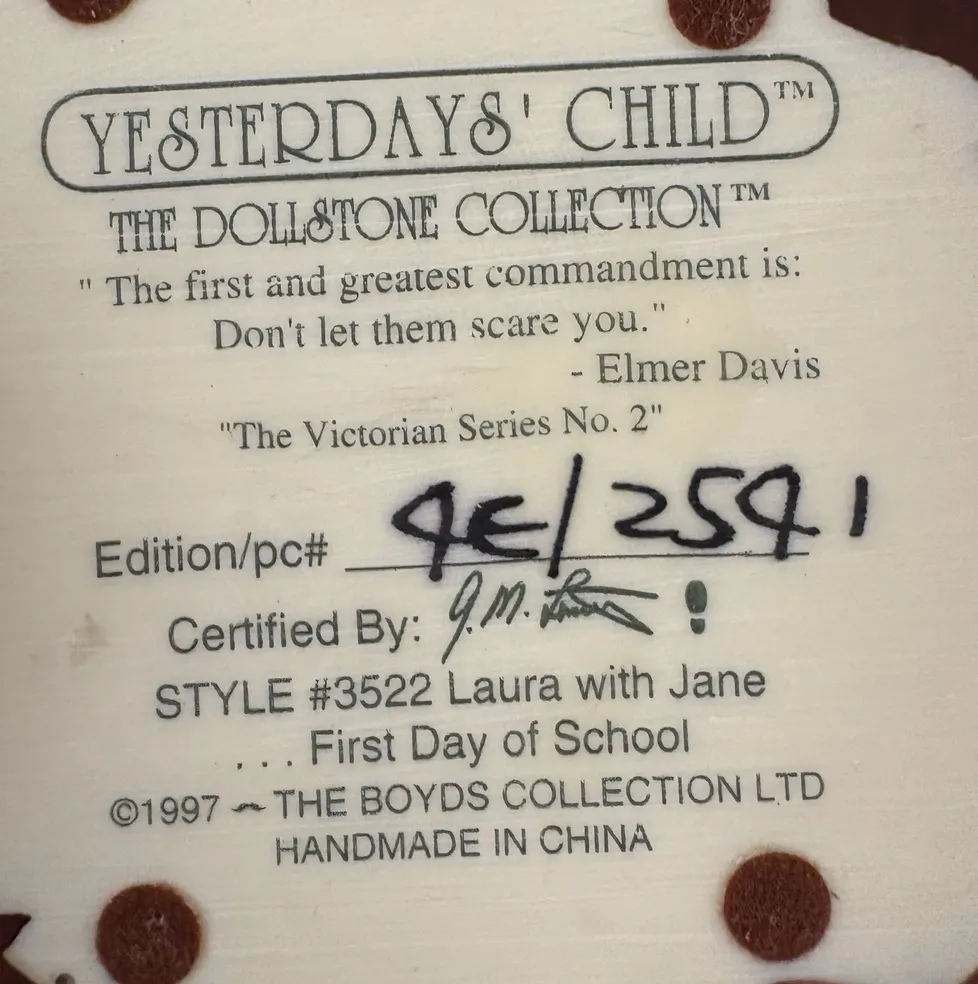 YESTERDAYS' CHILD™
THE DOLLSTONE COLLECTION™
" The first and greatest commandment is:
Don't let them scare you."
- Elmer Davis
"The Victorian Series No. 2"
Edition/pc# 4E/2541
Certified By: J.M. !
STYLE #3522 Laura with Jane
... First Day of School
©1997 ~ THE BOYDS COLLECTION LTD
HANDMADE IN CHINA